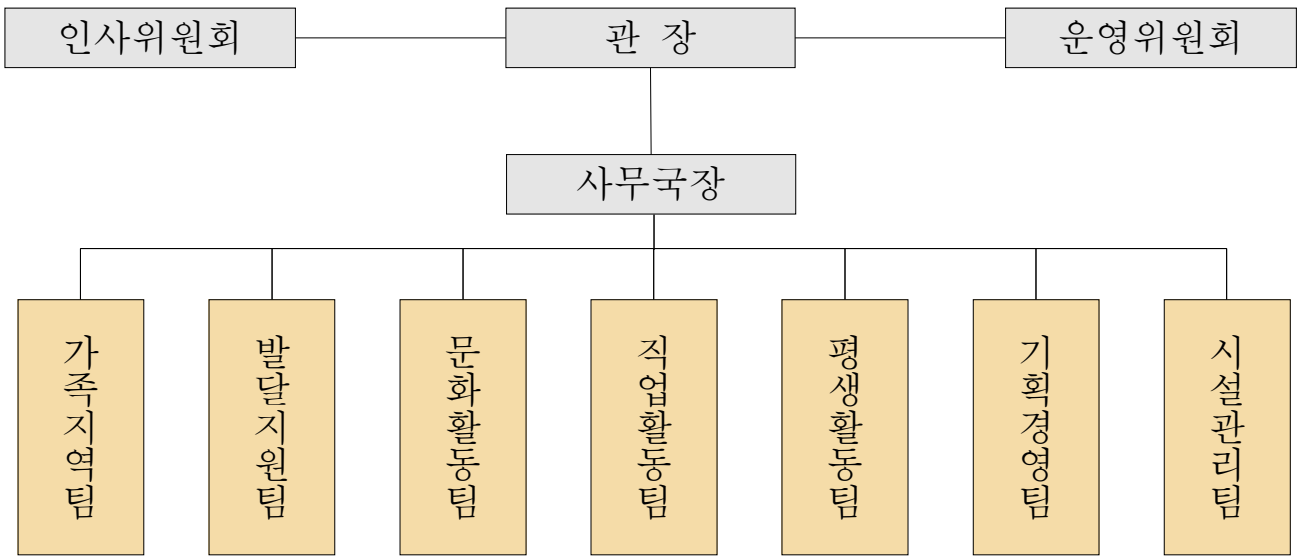 인사위원회
관 장
운영위원회
사무국장
가족지역팀
발달지원팀
문화활동팀
직업활동팀
평생활동팀
기획경영팀
시설관리팀